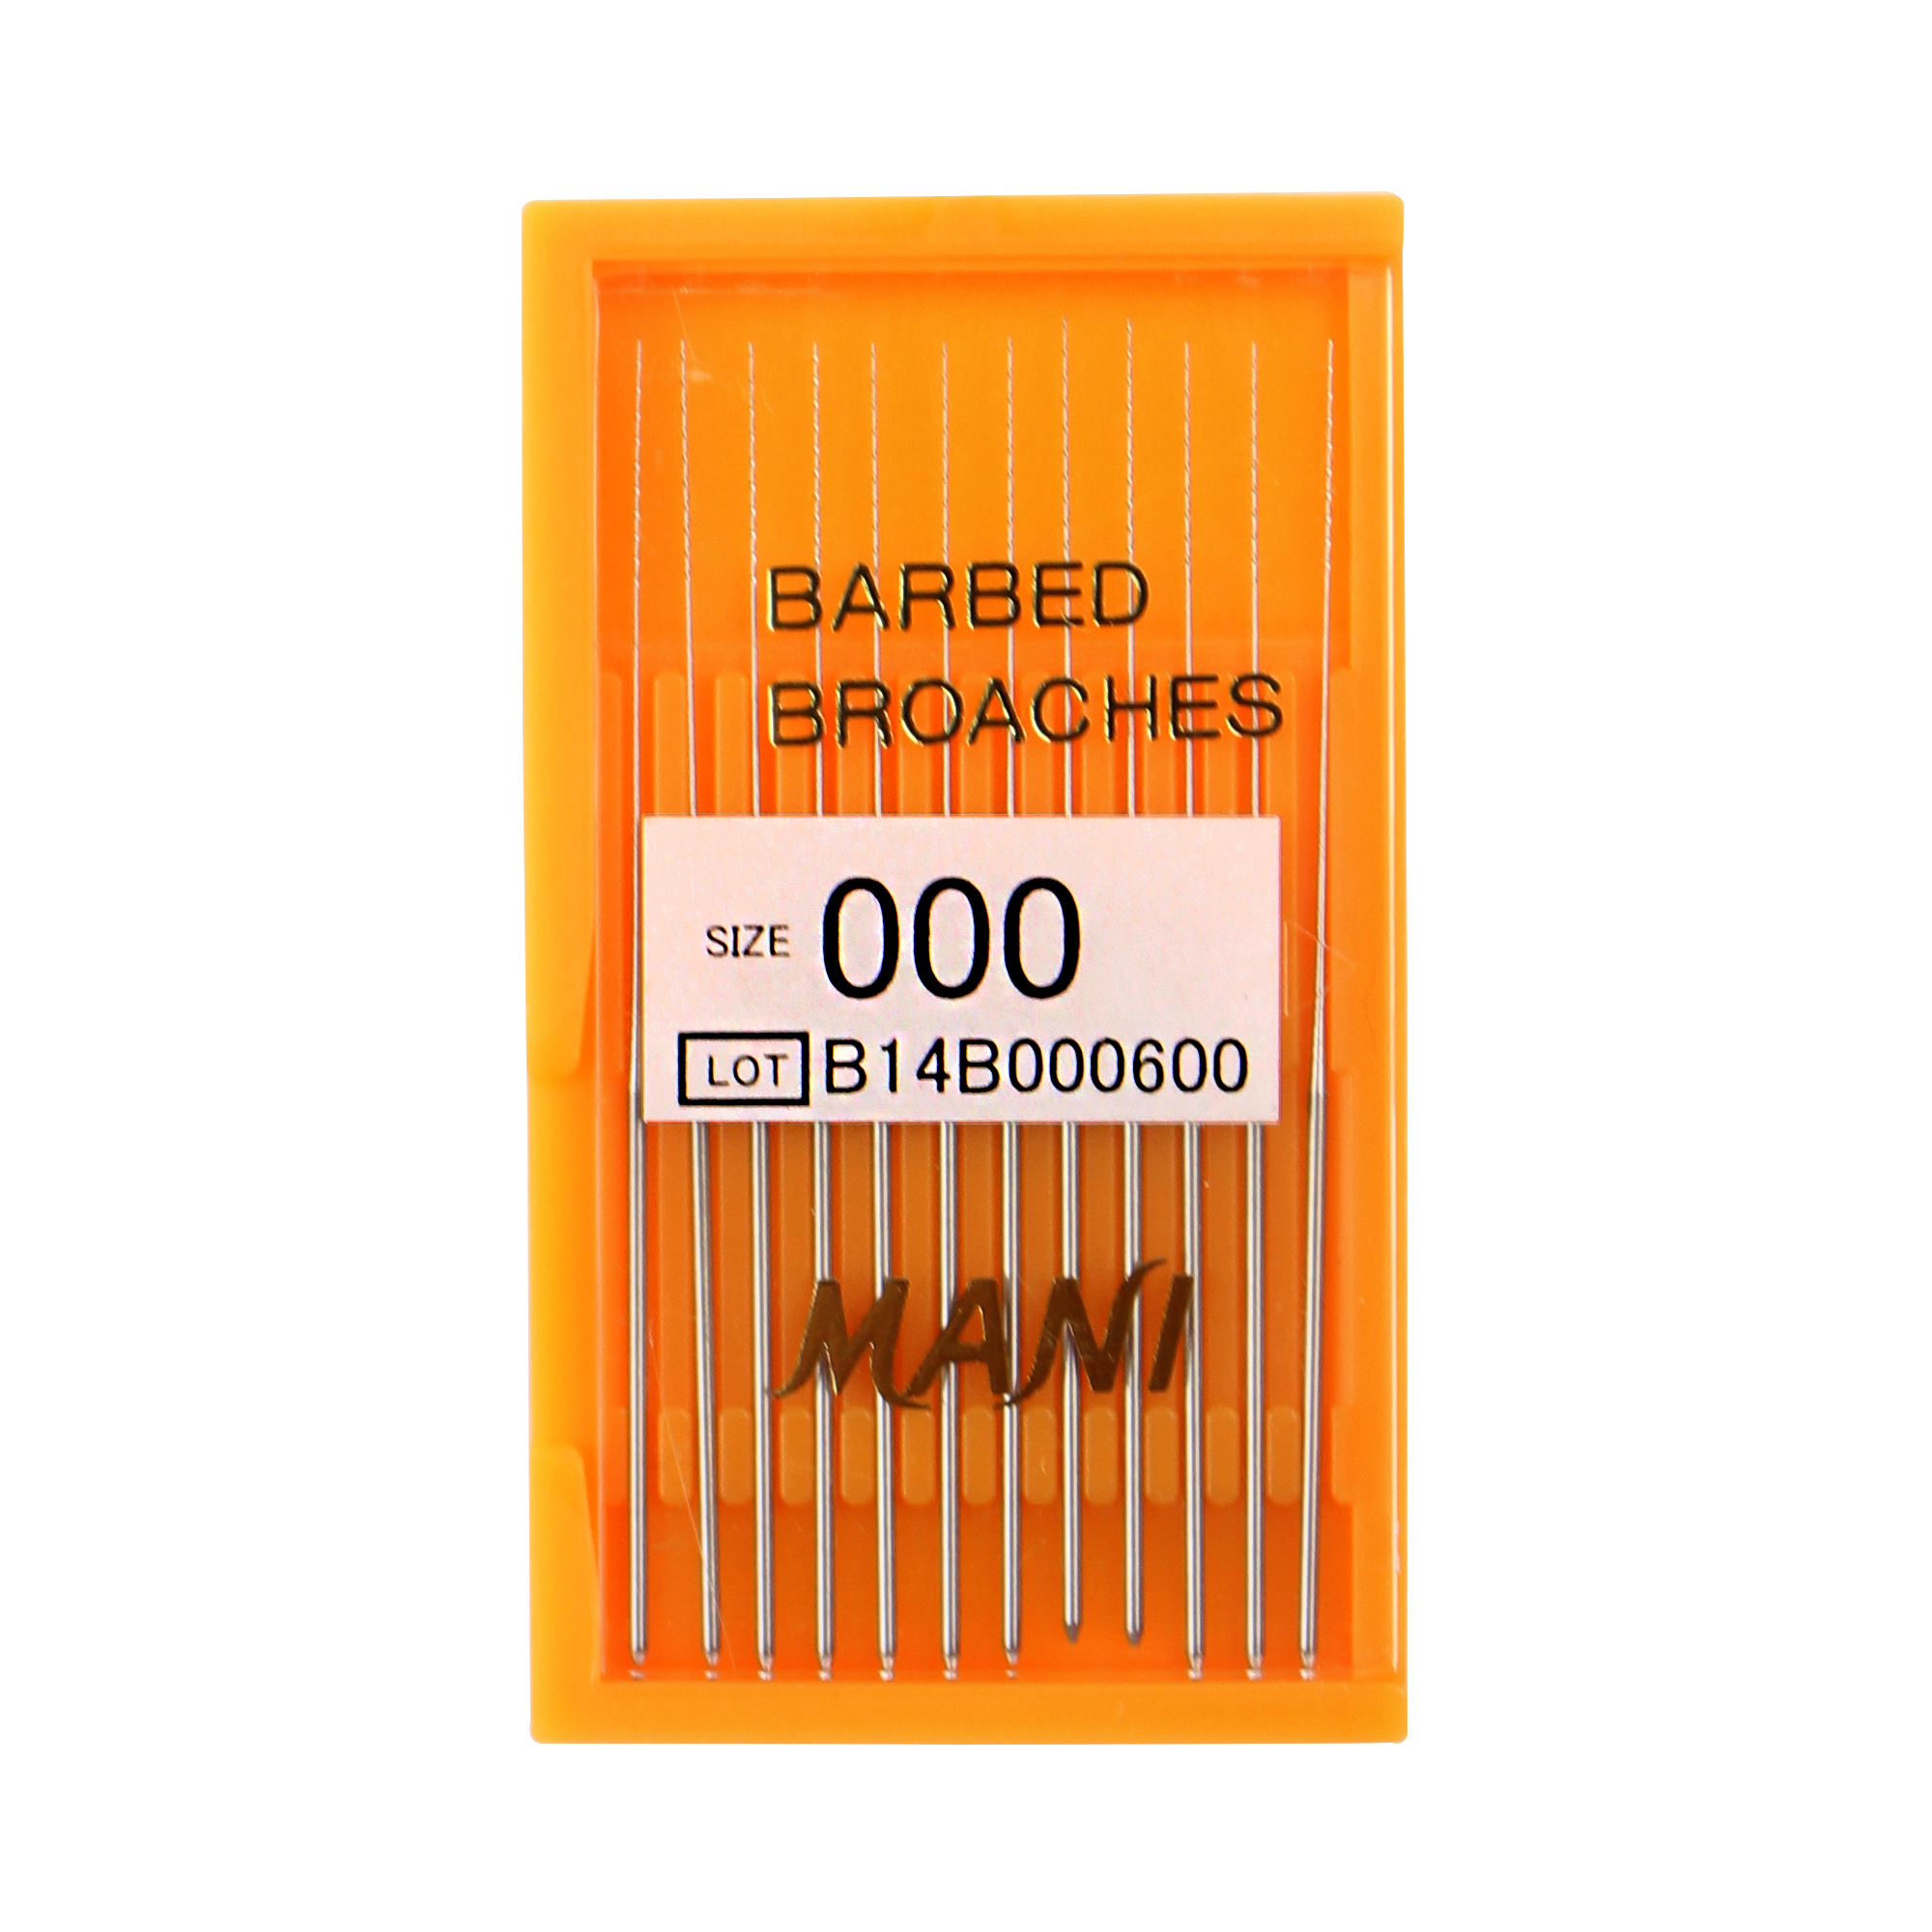 BARBED
BROACHES
SIZE 000
LOT B14B000600
MANI